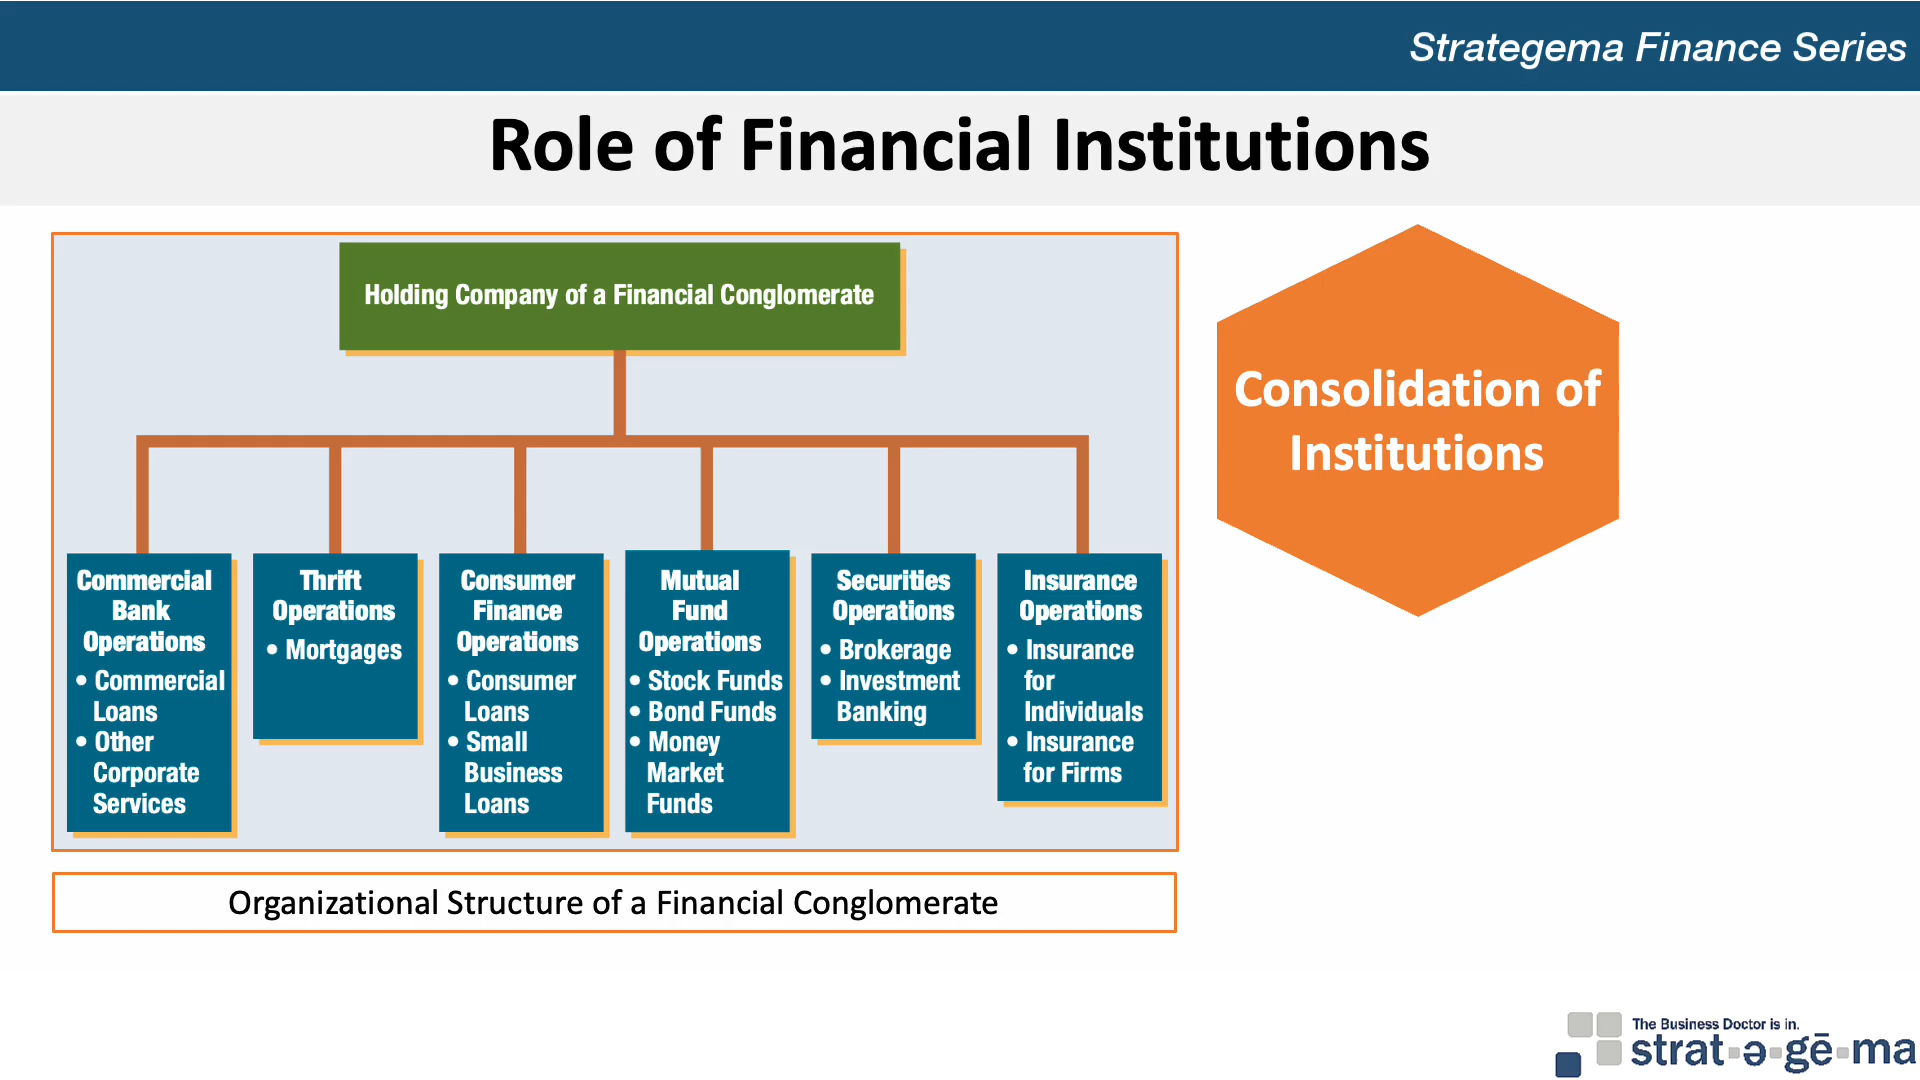 Strategema Finance Series
Role of Financial Institutions
Holding Company of a Financial Conglomerate
Commercial
Bank
Operations
• Commercial
Loans
• Other
Corporate
Services
Thrift
Operations
• Mortgages
Consumer
Finance
Operations
• Consumer
Loans
• Small
Business
Loans
Mutual
Fund
Operations
• Stock Funds
• Bond Funds
• Money
Market
Funds
Securities
Operations
• Brokerage
• Investment
Banking
Insurance
Operations
• Insurance
for
Individuals
• Insurance
for Firms
Consolidation of
Institutions
Organizational Structure of a Financial Conglomerate
The Business Doctor is in.
strat-ə-gē-ma